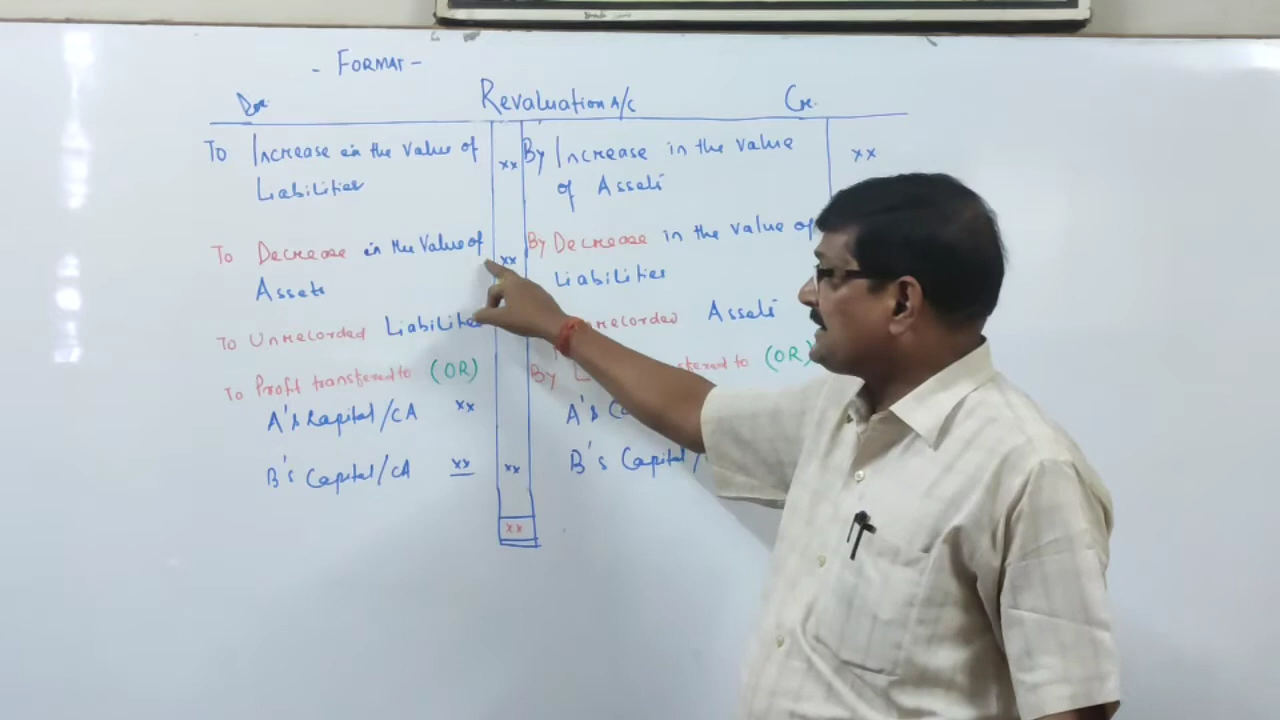 - FORMAT -
Dr. Revaluation A/c Cr.
To Increase in the value of
Liabilities
xx
To Decrease in the Value of
Assets
xx
To Unrecorded Liabilities
To Profit transfered to (OR)
A's Capital/CA xx
B's Capital/CA xx xx
xx
By Increase in the value
of Assets
xx
By Decrease in the value of
Liabilities
Assets
By to (OR)
A's
B's Capital/